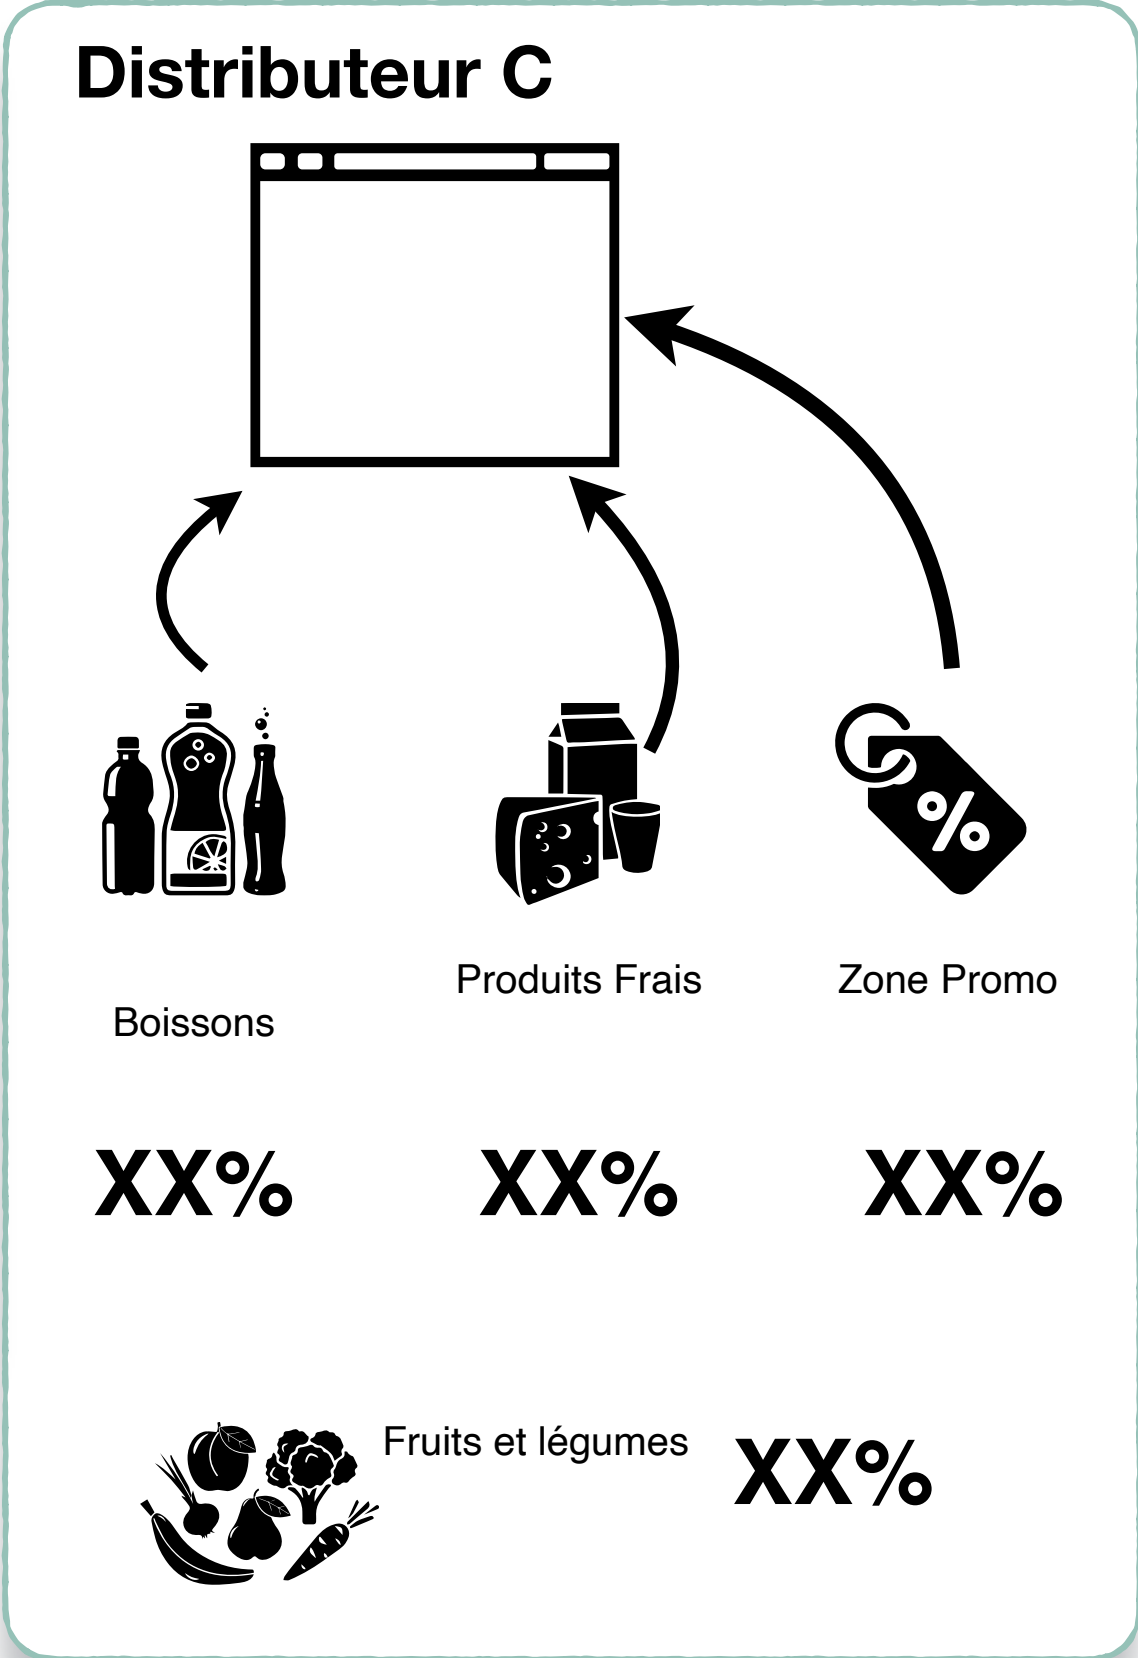 Distributeur C
Produits Frais
Zone Promo
Boissons
XX%
XX%
XX%
Fruits et légumes
XX%